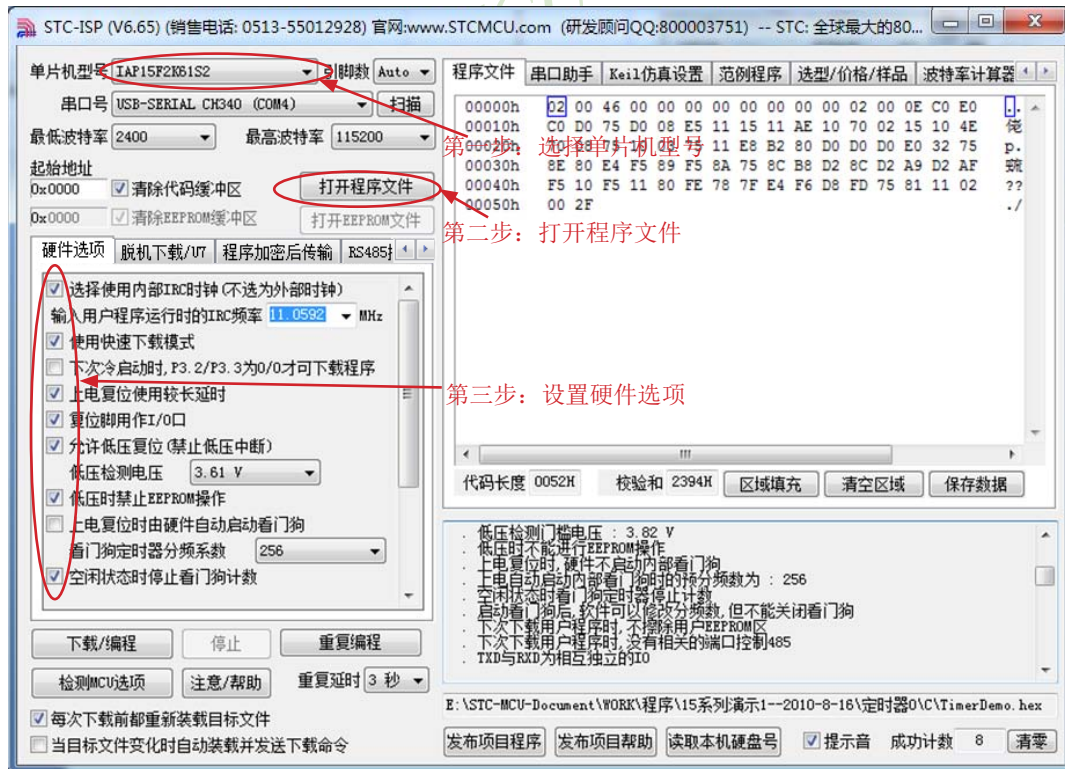 STC-ISP (V6.65) (销售电话: 0513-55012928) 官网:www.STCMCU.com (研发顾问QQ:800003751) -- STC: 全球最大的80...
单片机型号 IAP15F2K61S2 引脚数 Auto
串口号 USB-SERIAL CH340 (COM4) 扫描
最低波特率 2400 最高波特率 115200
起始地址
0x0000 清除代码缓冲区 打开程序文件
0x0000 清除EEPROM缓冲区 打开EEPROM文件
硬件选项 脱机下载/U7 程序加密后传输 RS485
选择使用内部IRC时钟(不选为外部时钟)
输入用户程序运行时的IRC频率 11.0592 MHz
使用快速下载模式
下次冷启动时,P3.2/P3.3为0/0才可下载程序
上电复位使用较长延时
复位脚用作I/O口
允许低压复位(禁止低压中断)
低压检测电压 3.61 V
低压时禁止EEPROM操作
上电复位时由硬件自动启动看门狗
看门狗定时器分频系数 256
空闲状态时停止看门狗计数
下载/编程 停止 重复编程
检测MCU选项 注意/帮助 重复延时 3 秒
每次下载前都重新装载目标文件
当目标文件变化时自动装载并发送下载命令
程序文件 串口助手 Keil仿真设置 范例程序 选型/价格/样品 波特率计算器
00000h 02 00 46 00 00 00 00 00 00 00 00 02 00 0E C0 E0 ..
00010h C0 D0 75 D0 08 E5 11 15 11 AE 10 70 02 15 10 4E
00020h 75 11 E8 B2 80 D0 D0 D0 E0 32 75 p.
第一步：选择单片机型号
00030h 8E 80 E4 F5 89 F5 8A 75 8C B8 D2 8C D2 A9 D2 AF
00040h F5 10 F5 11 80 FE 78 7F E4 F6 D8 FD 75 81 11 02 ??
00050h 00 2F ./
第二步：打开程序文件
第三步：设置硬件选项
代码长度 0052H 校验和 2394H 区域填充 清空区域 保存数据
. 低压检测门槛电压 : 3.82 V
. 低压时不能进行EEPROM操作
. 上电复位时,硬件不启动内部看门狗
. 上电自动启动内部看门狗时的预分频数为 : 256
. 空闲状态时看门狗定时器停止计数
. 启动看门狗后,软件可以修改分频数,但不能关闭看门狗
. 下次下载用户程序时,不擦除用户EEPROM区
. 下次下载用户程序时,没有相关的端口控制485
. TXD与RXD为相互独立的IO
E:\STC-MCU-Document\WORK\程序\15系列演示1--2010-8-16\定时器0\C\TimerDemo.hex
发布项目程序 发布项目帮助 读取本机硬盘号 提示音 成功计数 8 清零